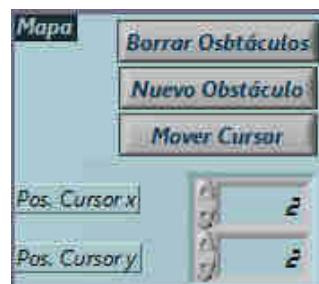 Mapa
Borrar Osbtáculos
Nuevo Obstáculo
Mover Cursor
Pos. Cursor x
2
Pos. Cursor y
2